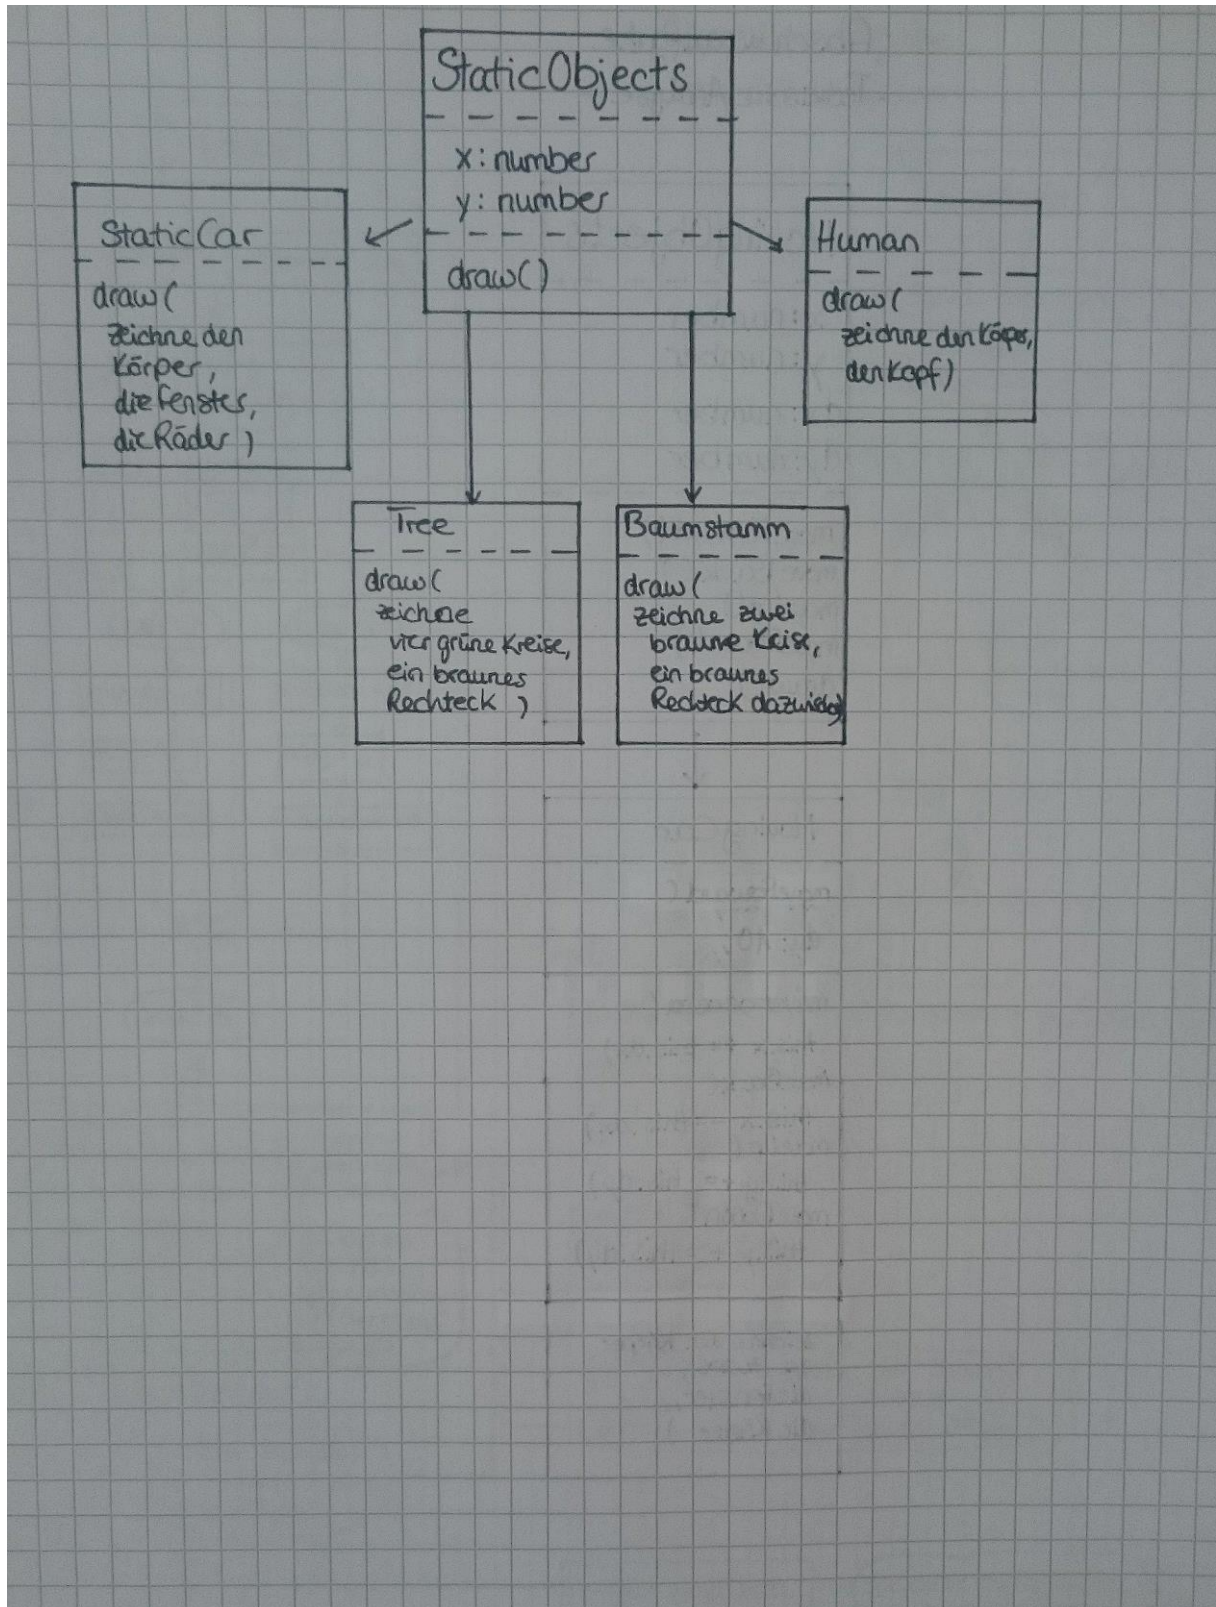 StaticObjects
x: number
y: number
draw()
StaticCar
draw(
zeichne den
Körper,
die Fenster,
die Räder)
Human
draw(
zeichne den Körper,
den Kopf)
Tree
draw(
zeichne
vier grüne Kreise,
ein braunes
Rechteck )
Baumstamm
draw(
zeichne zwei
braune Kreise,
ein braunes
Rechteck